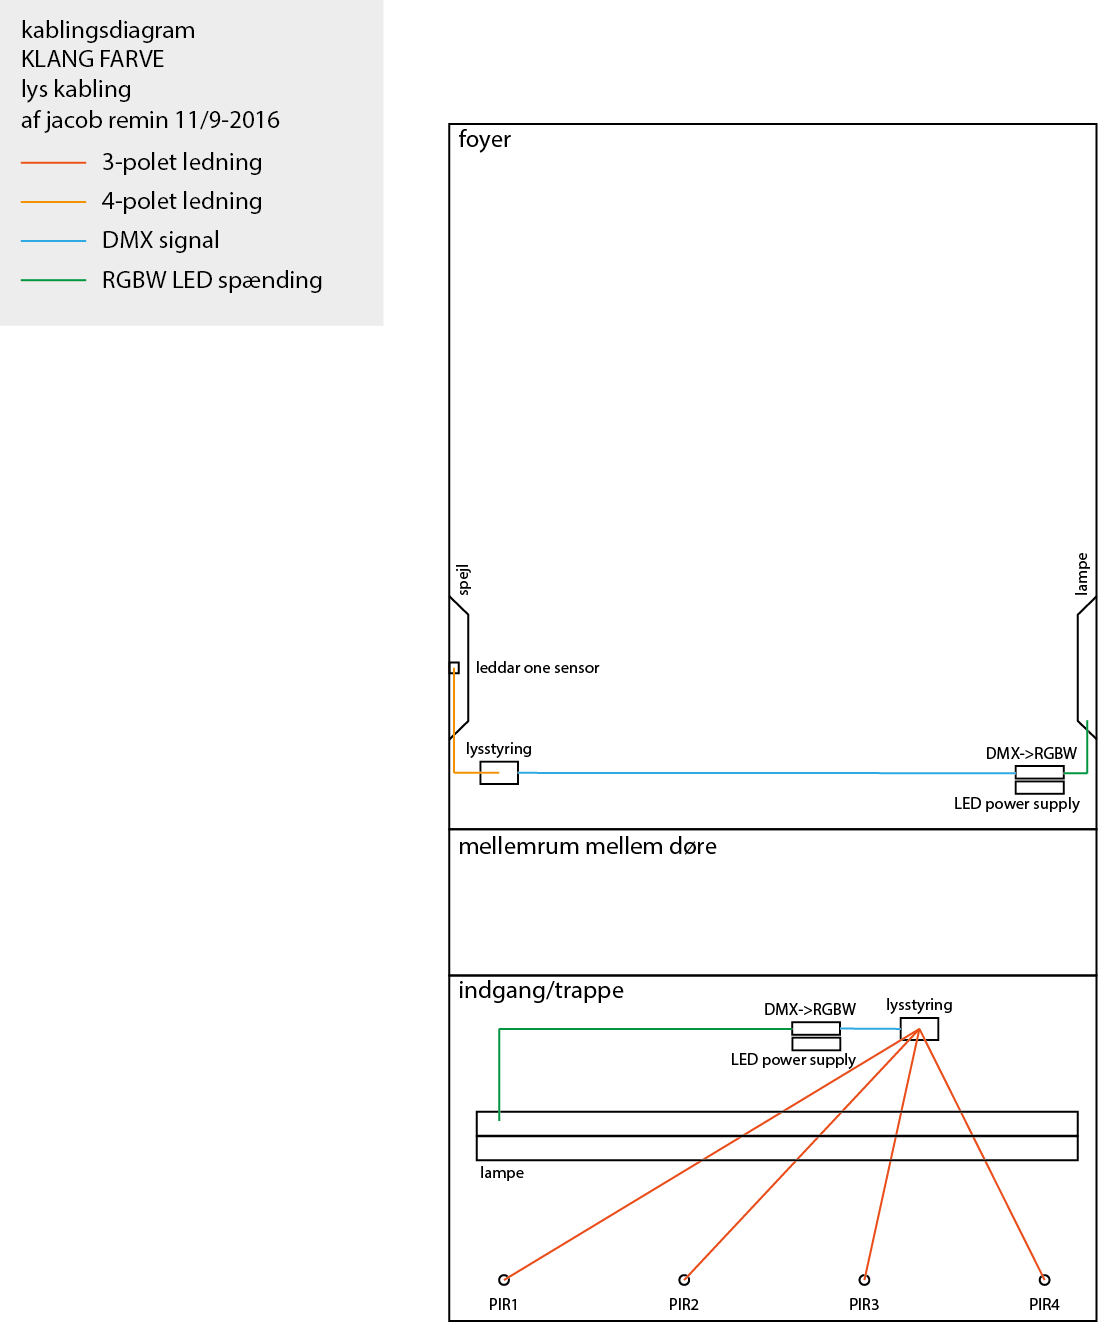 kablingsdiagram
KLANG FARVE
lys kabling
af jacob remin 11/9-2016
3-polet ledning
4-polet ledning
DMX signal
RGBW LED spænding
foyer
spejl
lampe
leddar one sensor
lysstyring
DMX->RGBW
LED power supply
mellemrum mellem døre
indgang/trappe
DMX->RGBW
lysstyring
LED power supply
lampe
PIR1
PIR2
PIR3
PIR4